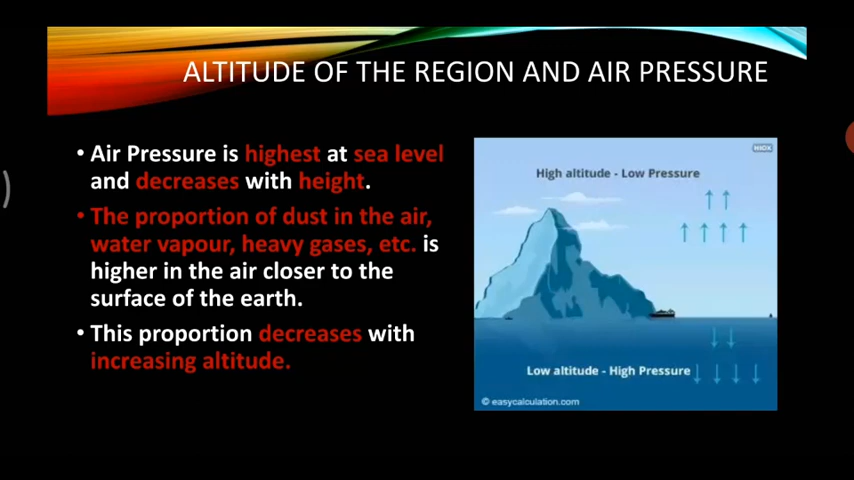 ALTITUDE OF THE REGION AND AIR PRESSURE
• Air Pressure is highest at sea level
and decreases with height.
• The proportion of dust in the air,
water vapour, heavy gases, etc. is
higher in the air closer to the
surface of the earth.
• This proportion decreases with
increasing altitude.
HIOX
High altitude - Low Pressure
Low altitude - High Pressure
© easycalculation.com